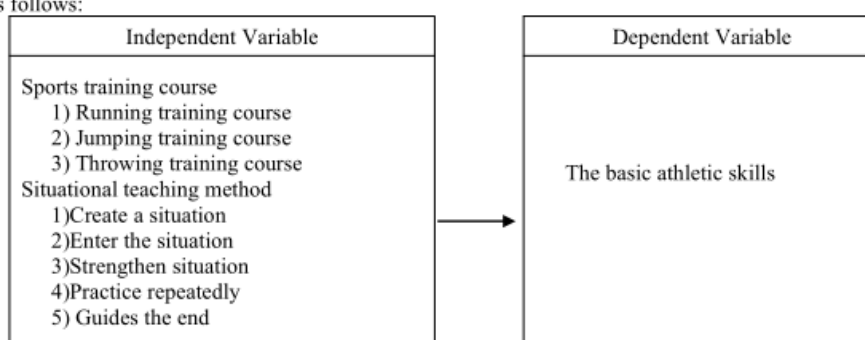 s follows:
Independent Variable
Dependent Variable
Sports training course
1) Running training course
2) Jumping training course
3) Throwing training course
Situational teaching method
1)Create a situation
2)Enter the situation
3)Strengthen situation
4)Practice repeatedly
5) Guides the end
The basic athletic skills